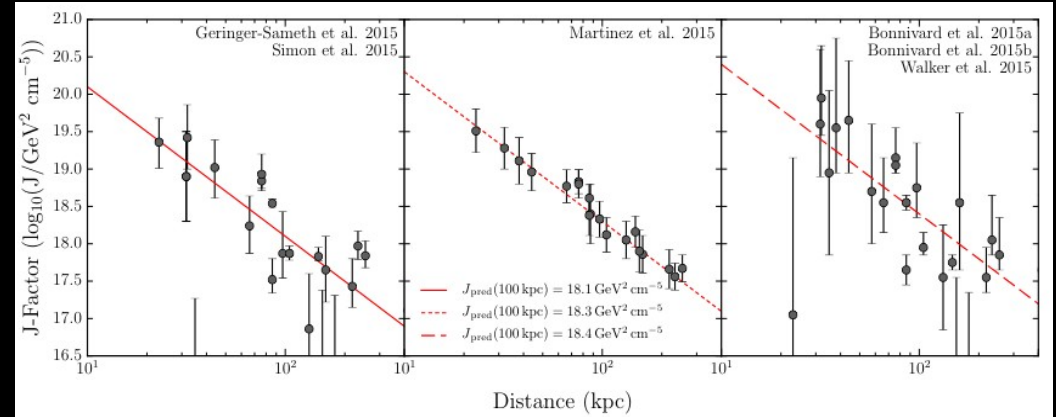 Geringer-Sameth et al. 2015
Simon et al. 2015
Martinez et al. 2015
Bonnivard et al. 2015a
Bonnivard et al. 2015b
Walker et al. 2015
J-Factor (log₁₀(J/GeV² cm⁻⁵))
21.0
20.5
20.0
19.5
19.0
18.5
18.0
17.5
17.0
16.5
J_pred(100 kpc) = 18.1 GeV² cm⁻⁵
J_pred(100 kpc) = 18.3 GeV² cm⁻⁵
J_pred(100 kpc) = 18.4 GeV² cm⁻⁵
10¹ 10² 10¹ 10² 10¹ 10²
Distance (kpc)